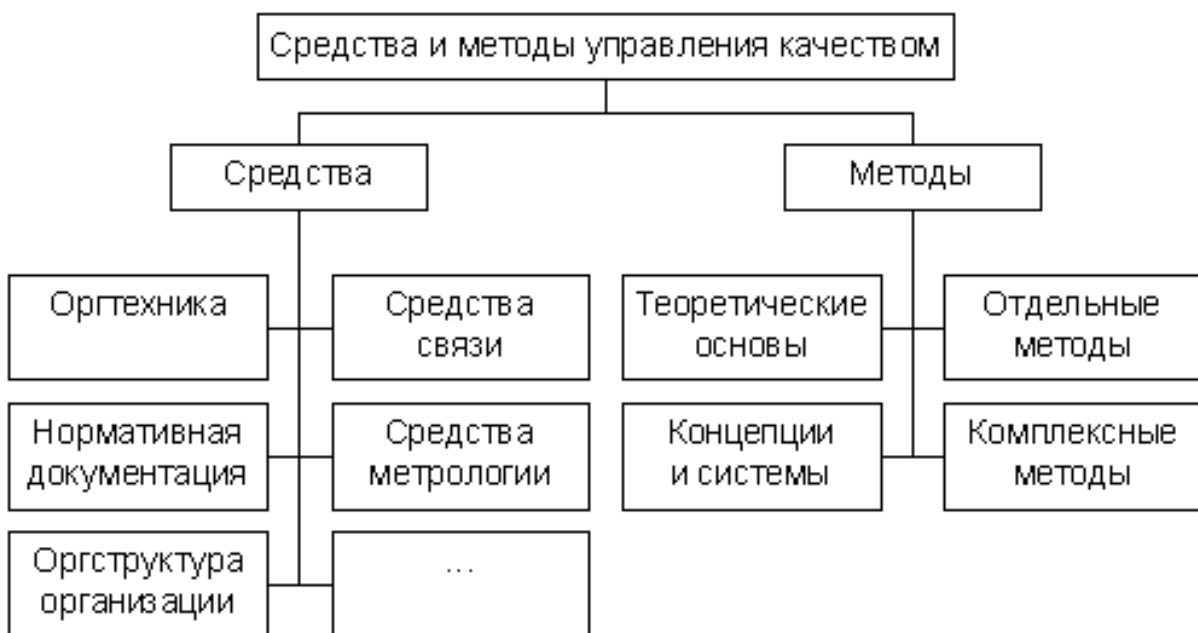 Средства и методы управления качеством
Средства
Методы
Оргтехника
Средства
связи
Теоретические
основы
Отдельные
методы
Нормативная
документация
Средства
метрологии
Концепции
и системы
Комплексные
методы
Оргструктура
организации
...